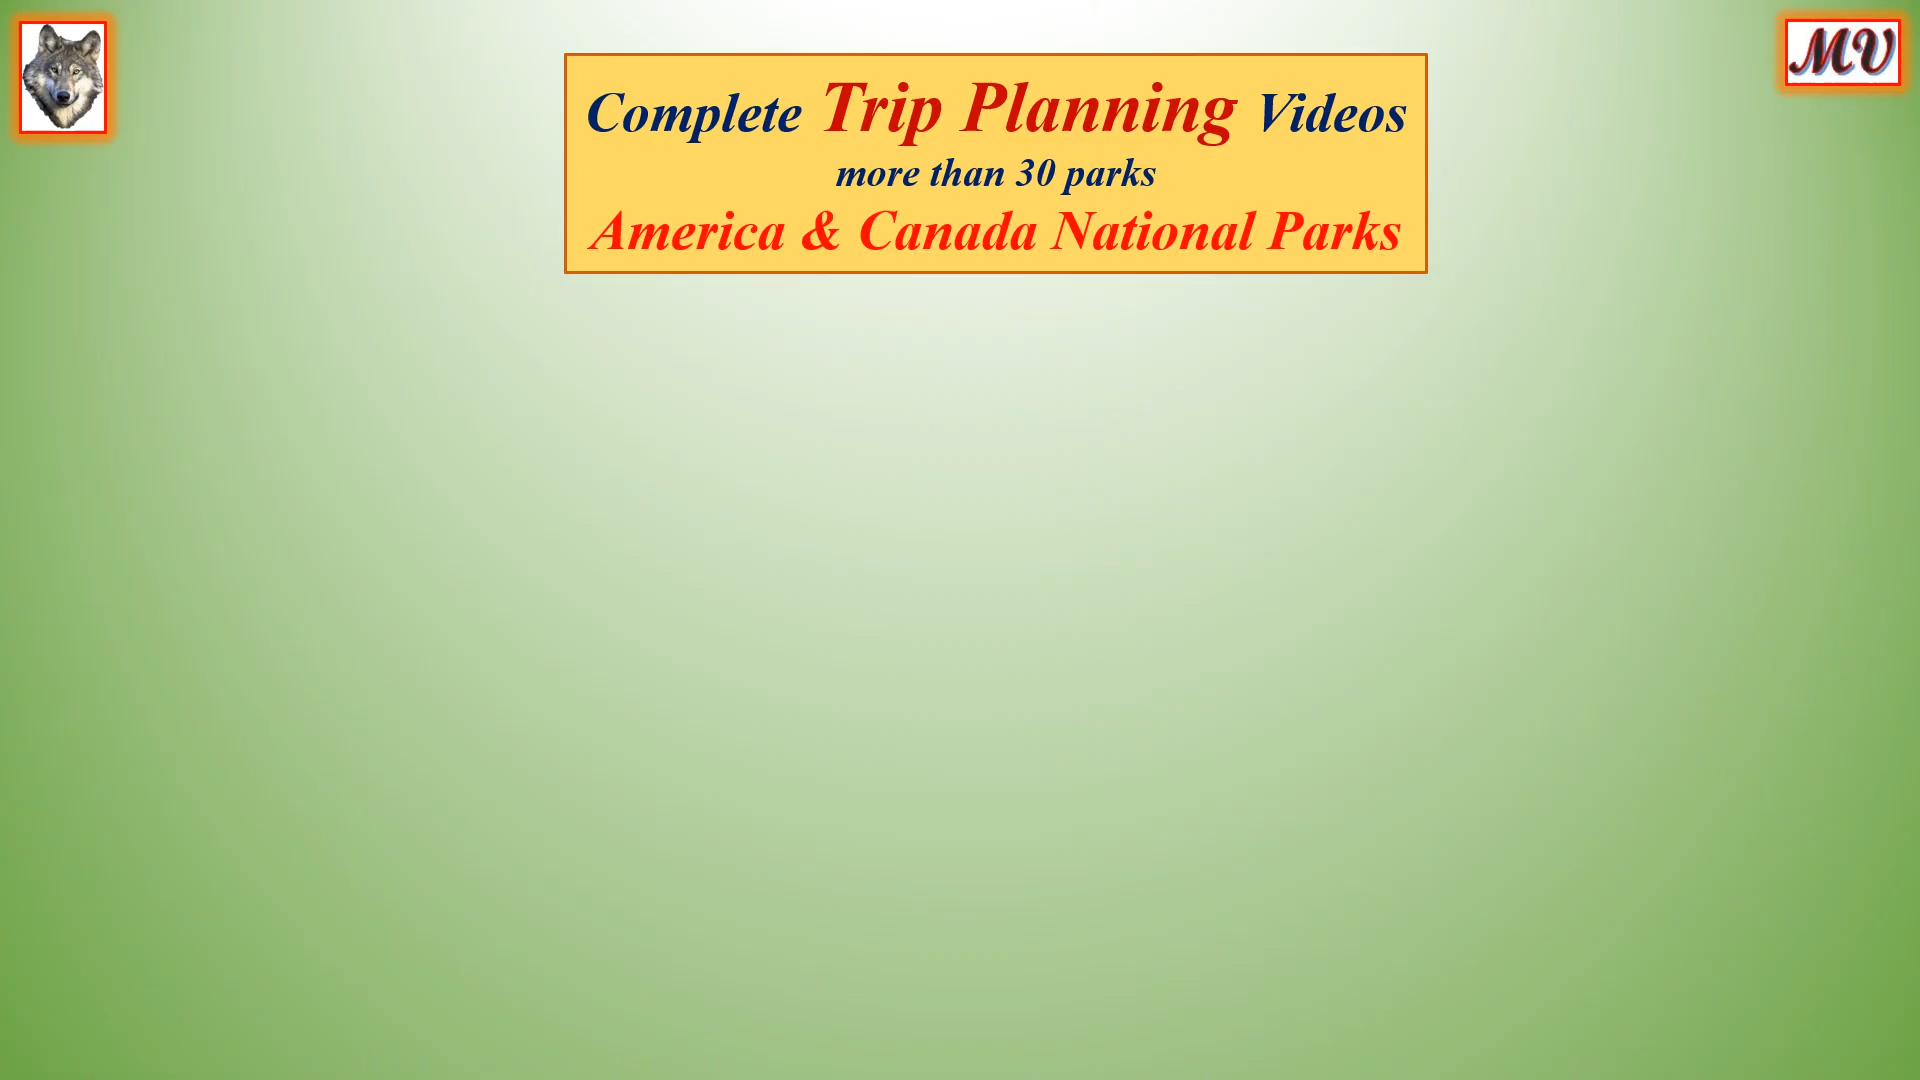 MV
Complete Trip Planning Videos
more than 30 parks
America & Canada National Parks